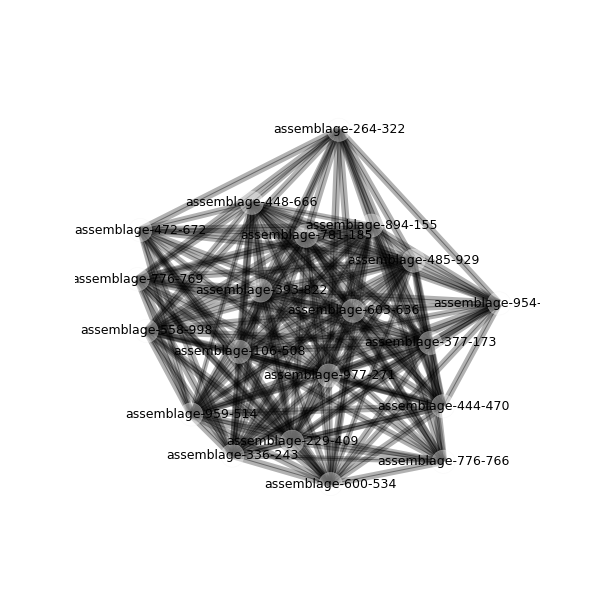 assemblage-264-322
assemblage-448-666
assemblage-894-155
assemblage-472-672
assemblage-781-185
assemblage-485-929
assemblage-776-769
assemblage-393-822
assemblage-954-
assemblage-603-636
assemblage-558-998
assemblage-377-173
assemblage-106-508
assemblage-977-271
assemblage-444-470
assemblage-959-514
assemblage-229-409
assemblage-336-243
assemblage-776-766
assemblage-600-534